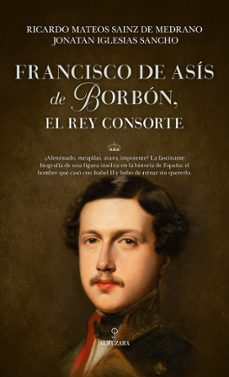 RICARDO MATEOS SAINZ DE MEDRANO
JONATAN IGLESIAS SANCHO
FRANCISCO DE ASÍS
de BORBÓN,
EL REY CONSORTE
¿Afeminado, meapilas, avaro, impotente? La fascinante
biografía de una figura insólita en la historia de España: el
hombre que casó con Isabel II y hubo de reinar sin quererlo.
ALMUZARA